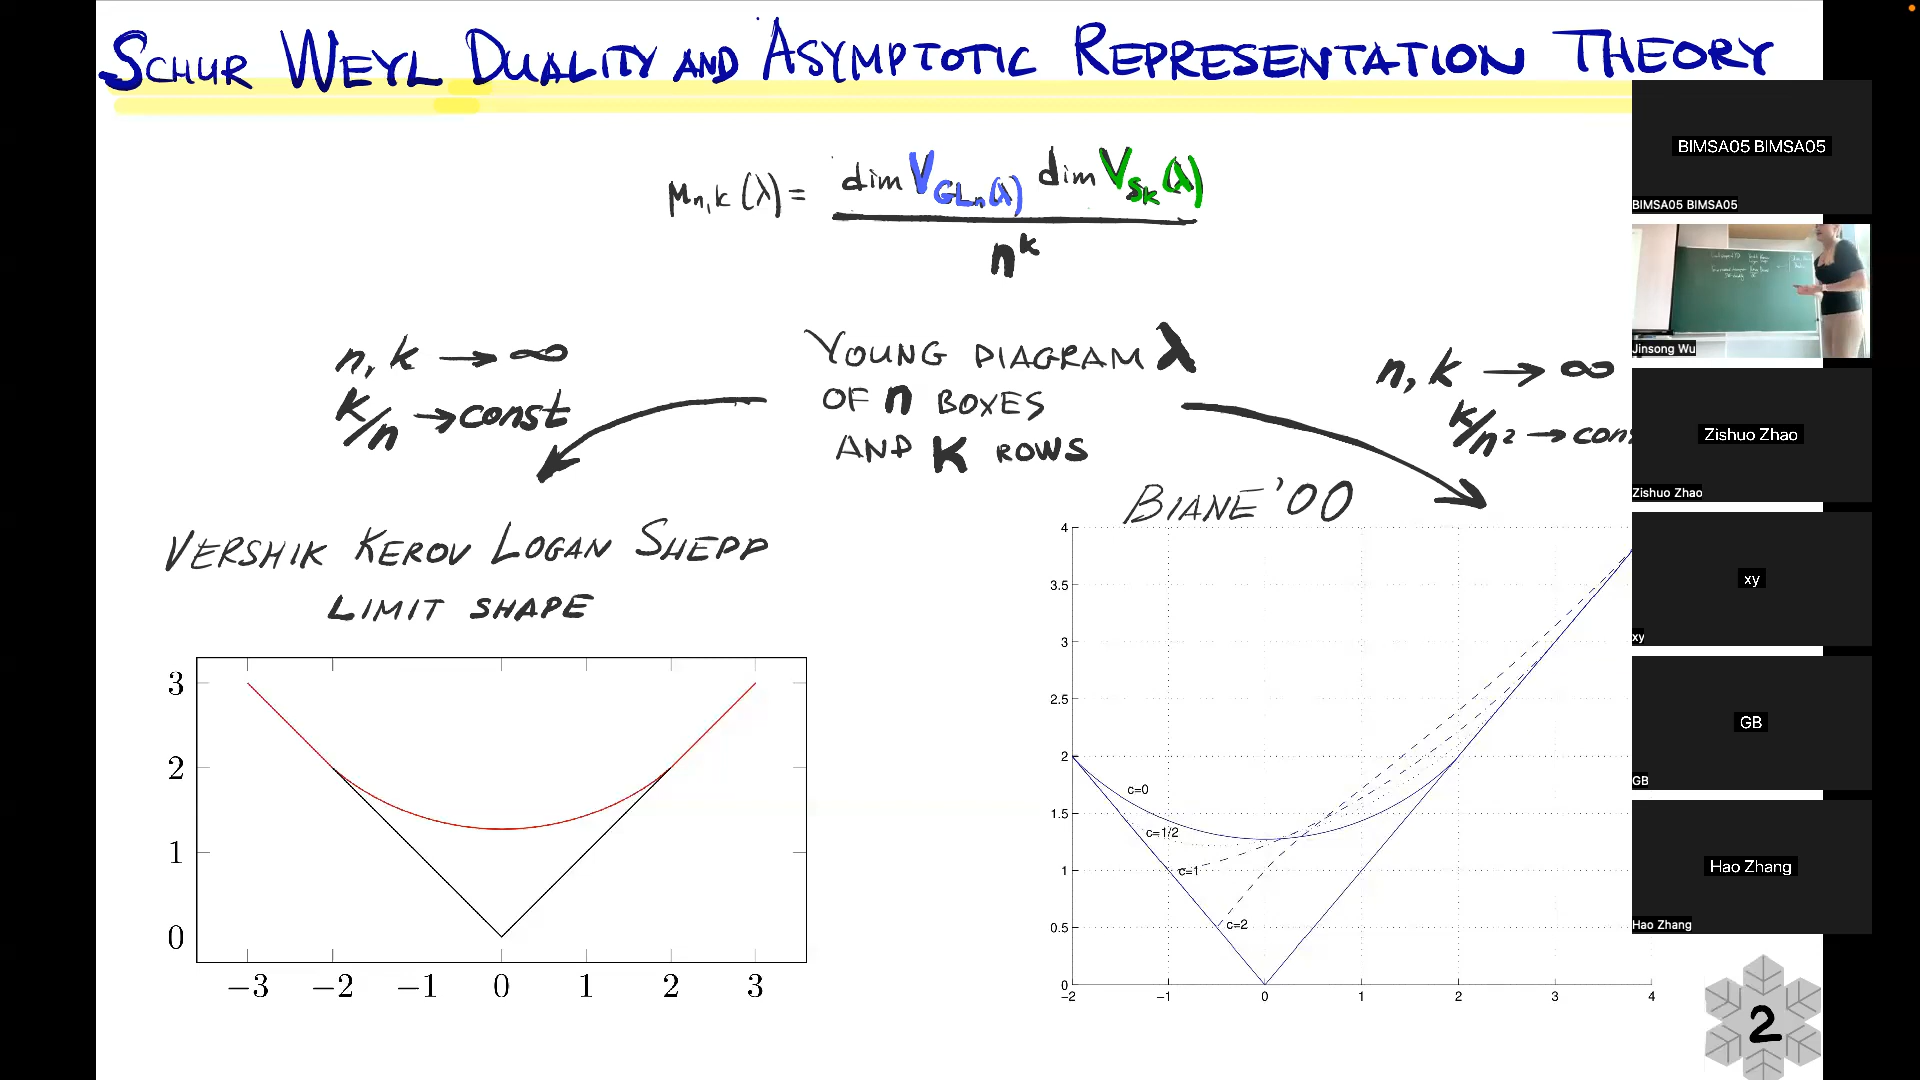 SCHUR WEYL DUALITY AND ASYMPTOTIC REPRESENTATION THEORY
μn,k (λ) = dim VGLn(λ) dim VSk(λ)
n^k
n, k → ∞
k/n → const
YOUNG DIAGRAM λ
OF n BOXES
AND K ROWS
n, k → ∞
k/n² → con
VERSHIK KEROV LOGAN SHEPP
LIMIT SHAPE
3
2
1
0
−3 −2 −1 0 1 2 3
BIANE '00
4
3.5
3
2.5
2
1.5
1
0.5
0
c=0
c=1/2
c=1
c=2
−2 −1 0 1 2 3 4
BIMSA05 BIMSA05
BIMSA05 BIMSA05
Jinsong Wu
Zishuo Zhao
Zishuo Zhao
xy
xy
GB
GB
Hao Zhang
Hao Zhang
2